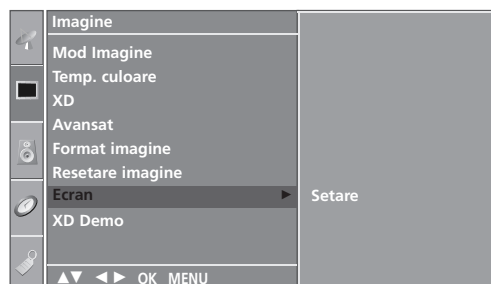 Imagine
Mod Imagine
Temp. culoare
XD
Avansat
Format imagine
Resetare imagine
Ecran ► Setare
XD Demo
▲▼ ◄► OK MENU